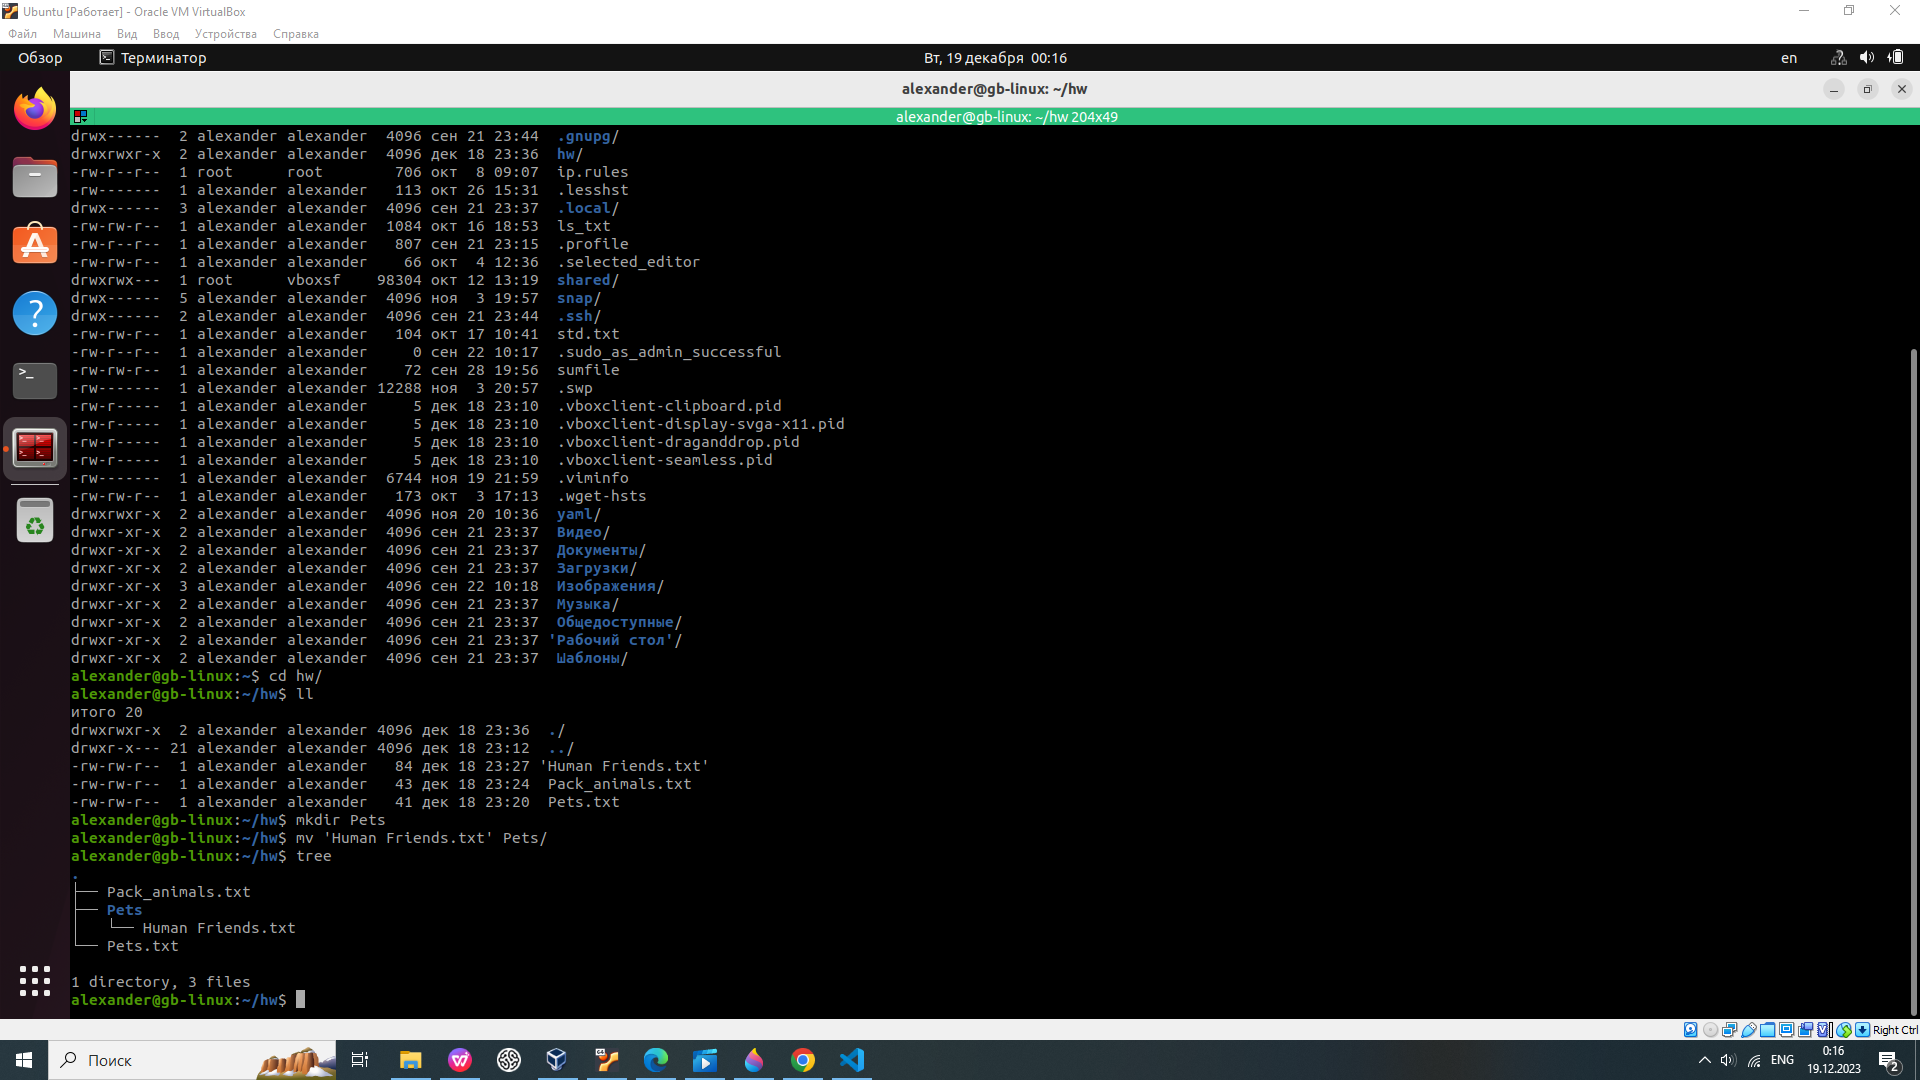 Ubuntu [Работает] - Oracle VM VirtualBox
Файл Машина Вид Ввод Устройства Справка
Обзор Терминатор Вт, 19 декабря 00:16 en
alexander@gb-linux: ~/hw
alexander@gb-linux: ~/hw 204x49
drwx------  2 alexander alexander  4096 сен 21 23:44  .gnupg/
drwxrwxr-x  2 alexander alexander  4096 дек 18 23:36  hw/
-rw-r--r--  1 root      root        706 окт  8 09:07  ip.rules
-rw-------  1 alexander alexander   113 окт 26 15:31  .lesshst
drwx------  3 alexander alexander  4096 сен 21 23:37  .local/
-rw-rw-r--  1 alexander alexander  1084 окт 16 18:53  ls_txt
-rw-r--r--  1 alexander alexander   807 сен 21 23:15  .profile
-rw-rw-r--  1 alexander alexander    66 окт  4 12:36  .selected_editor
drwxrwx---  1 root      vboxsf    98304 окт 12 13:19  shared/
drwx------  5 alexander alexander  4096 ноя  3 19:57  snap/
drwx------  2 alexander alexander  4096 сен 21 23:44  .ssh/
-rw-rw-r--  1 alexander alexander   104 окт 17 10:41  std.txt
-rw-r--r--  1 alexander alexander     0 сен 22 10:17  .sudo_as_admin_successful
-rw-rw-r--  1 alexander alexander    72 сен 28 19:56  sumfile
-rw-------  1 alexander alexander 12288 ноя  3 20:57  .swp
-rw-r-----  1 alexander alexander     5 дек 18 23:10  .vboxclient-clipboard.pid
-rw-r-----  1 alexander alexander     5 дек 18 23:10  .vboxclient-display-svga-x11.pid
-rw-r-----  1 alexander alexander     5 дек 18 23:10  .vboxclient-draganddrop.pid
-rw-r-----  1 alexander alexander     5 дек 18 23:10  .vboxclient-seamless.pid
-rw-------  1 alexander alexander  6744 ноя 19 21:59  .viminfo
-rw-rw-r--  1 alexander alexander   173 окт  3 17:13  .wget-hsts
drwxrwxr-x  2 alexander alexander  4096 ноя 20 10:36  yaml/
drwxr-xr-x  2 alexander alexander  4096 сен 21 23:37  Видео/
drwxr-xr-x  2 alexander alexander  4096 сен 21 23:37  Документы/
drwxr-xr-x  2 alexander alexander  4096 сен 21 23:37  Загрузки/
drwxr-xr-x  3 alexander alexander  4096 сен 22 10:18  Изображения/
drwxr-xr-x  2 alexander alexander  4096 сен 21 23:37  Музыка/
drwxr-xr-x  2 alexander alexander  4096 сен 21 23:37  Общедоступные/
drwxr-xr-x  2 alexander alexander  4096 сен 21 23:37 'Рабочий стол'/
drwxr-xr-x  2 alexander alexander  4096 сен 21 23:37  Шаблоны/
alexander@gb-linux:~$ cd hw/
alexander@gb-linux:~/hw$ ll
итого 20
drwxrwxr-x  2 alexander alexander 4096 дек 18 23:36  ./
drwxr-x--- 21 alexander alexander 4096 дек 18 23:12  ../
-rw-rw-r--  1 alexander alexander   84 дек 18 23:27 'Human Friends.txt'
-rw-rw-r--  1 alexander alexander   43 дек 18 23:24  Pack_animals.txt
-rw-rw-r--  1 alexander alexander   41 дек 18 23:20  Pets.txt
alexander@gb-linux:~/hw$ mkdir Pets
alexander@gb-linux:~/hw$ mv 'Human Friends.txt' Pets/
alexander@gb-linux:~/hw$ tree
.
├── Pack_animals.txt
├── Pets
│   └── Human Friends.txt
└── Pets.txt

1 directory, 3 files
alexander@gb-linux:~/hw$
Right Ctrl
Поиск
ENG
0:16
19.12.2023
2